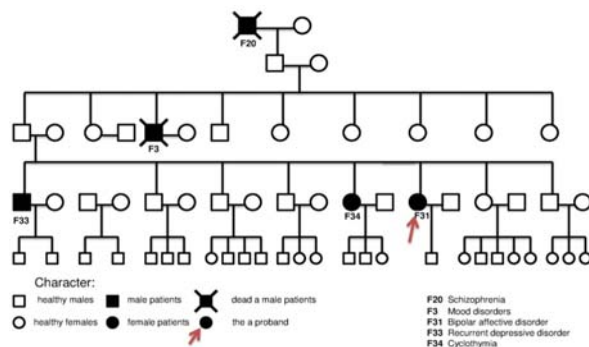 F20
F3
F33
F34
F31
Character:
healthy males
male patients
dead a male patients
healthy females
female patients
the a proband
F20 Schizophrenia
F3 Mood disorders
F31 Bipolar affective disorder
F33 Recurrent depressive disorder
F34 Cyclothymia